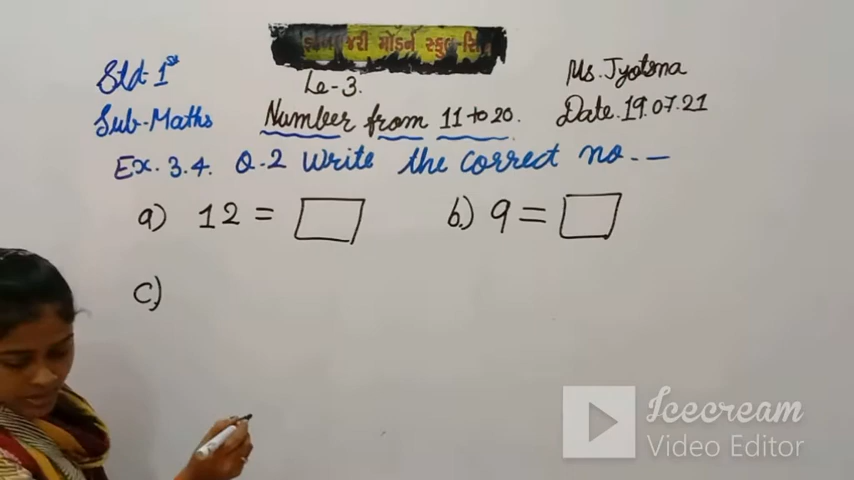 મોડર્ન સ્કુલ
Std-1st
Le-3.
Ms. Jyotsna
Sub-Maths
Number from 11 to 20.
Date.19.07.21
Ex. 3.4. Q.2 Write the correct no. -
a) 12 =
b.) 9 =
c)
Icecream
Video Editor